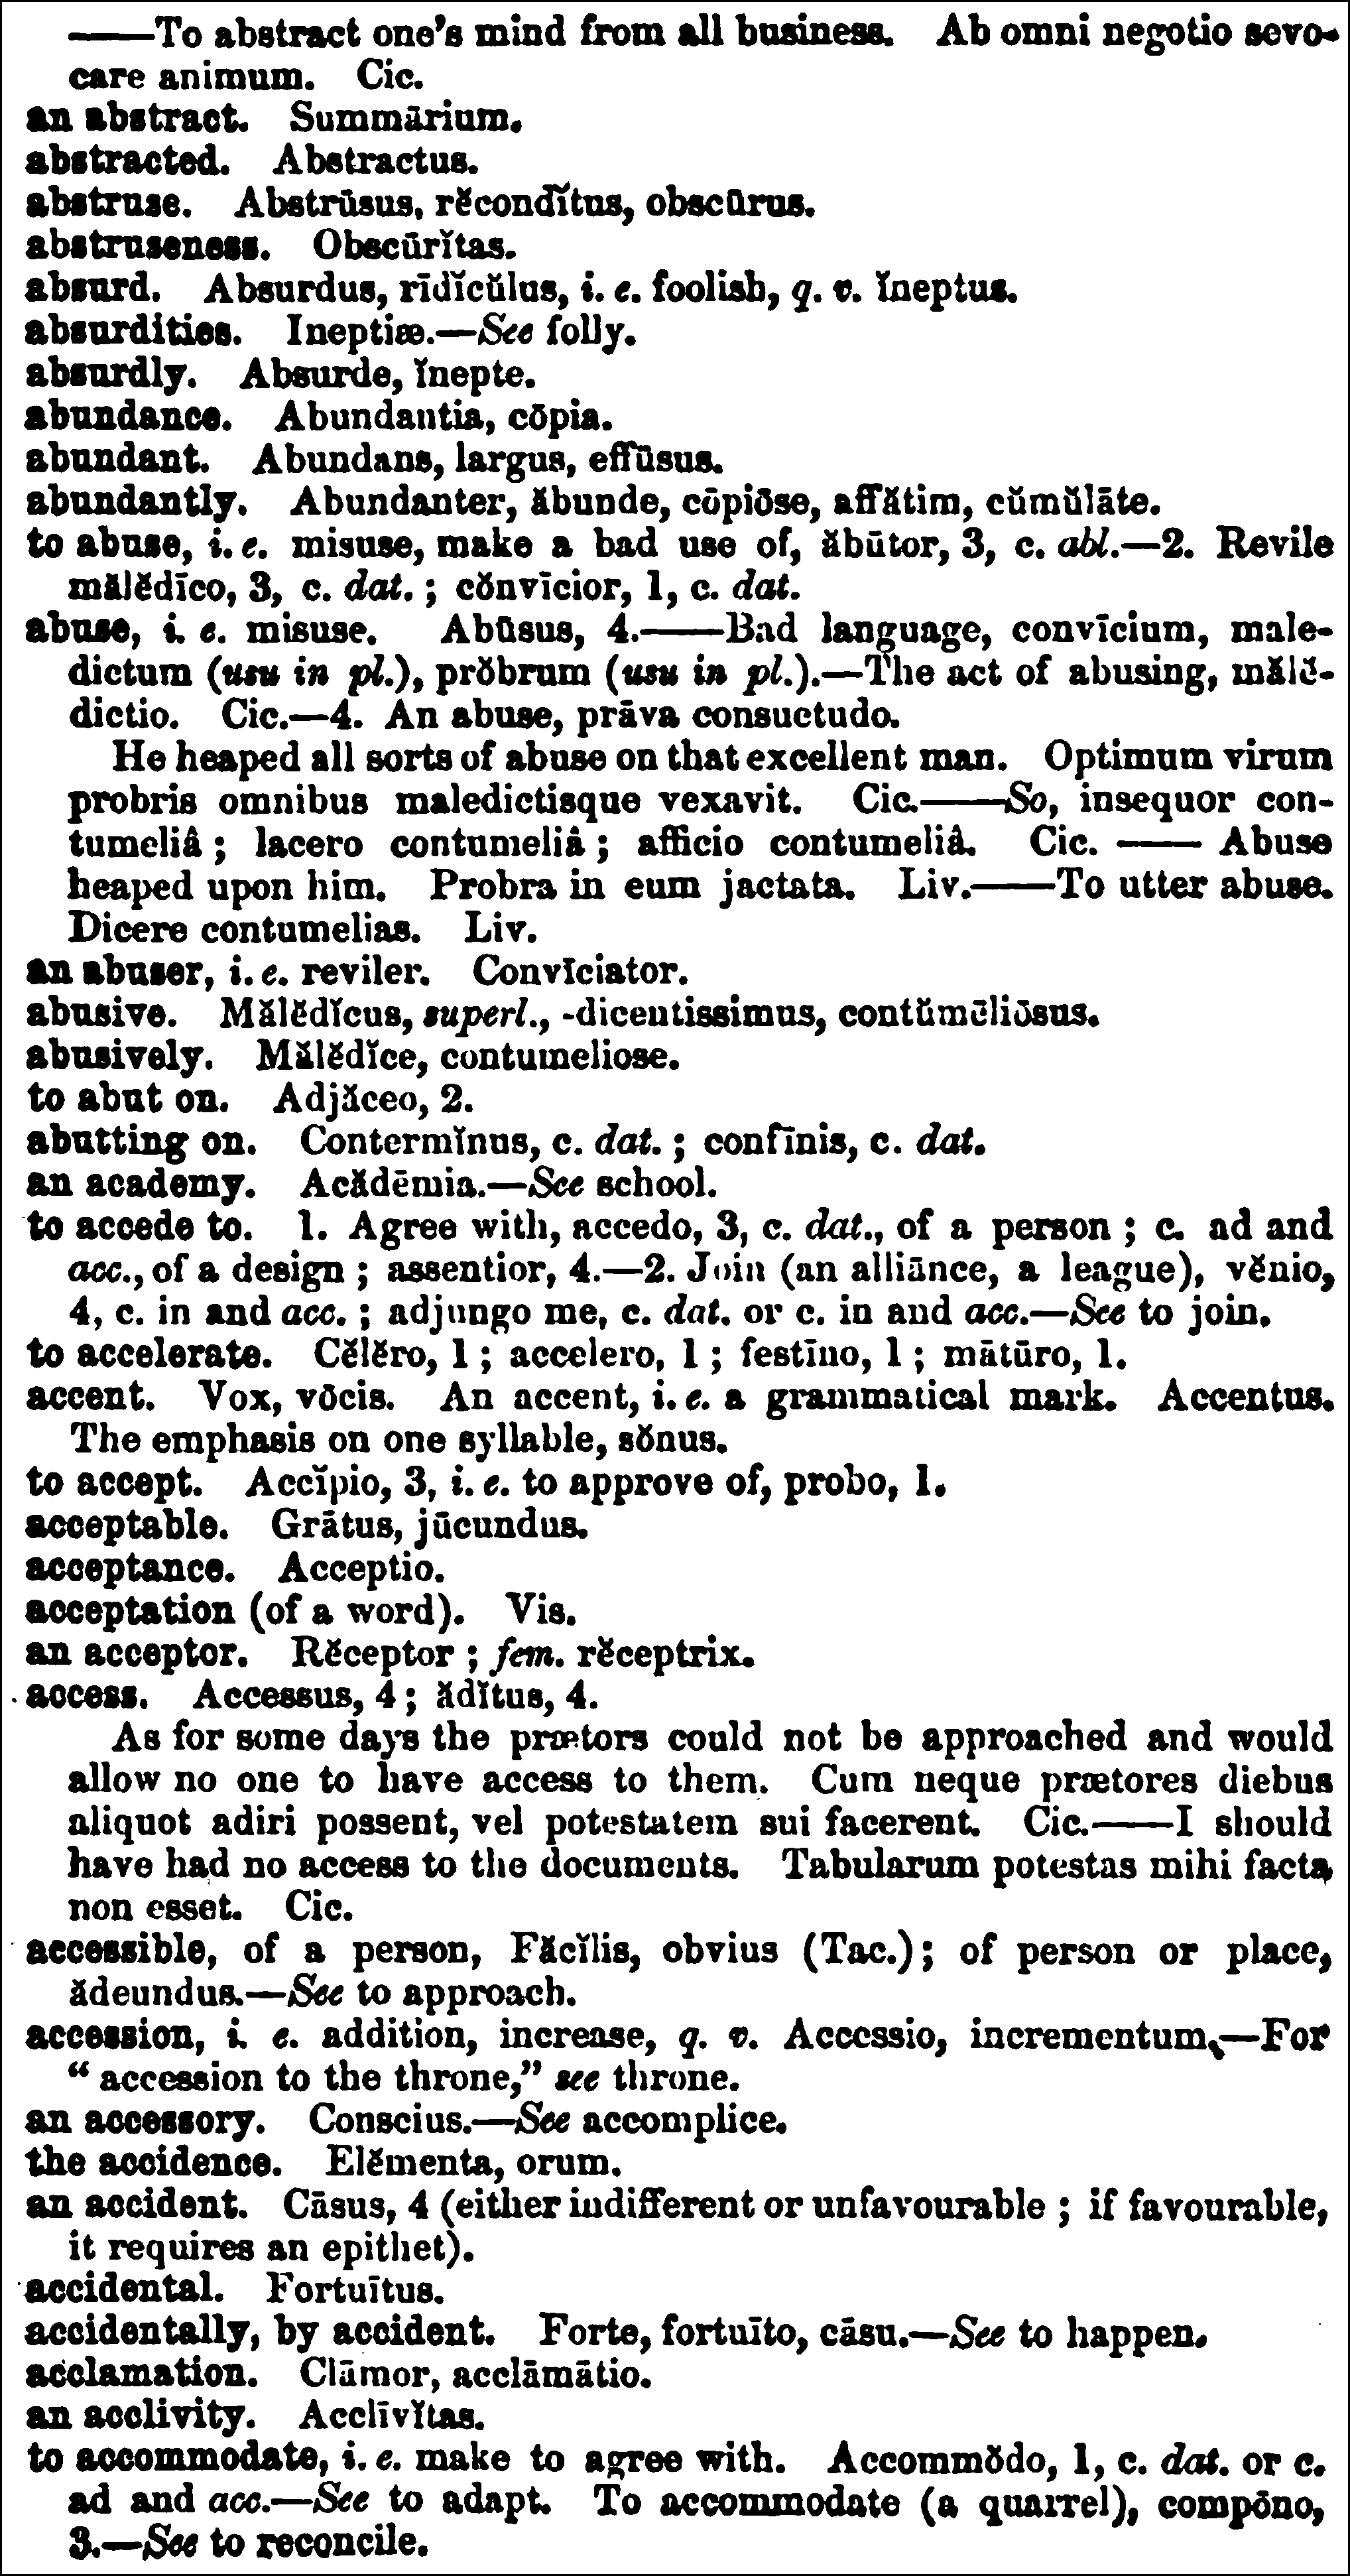 ——To abstract one's mind from all business. Ab omni negotio sevo-
care animum. Cic.
an abstract. Summārium.
abstracted. Abstractus.
abstruse. Abstrūsus, rĕcondĭtus, obscūrus.
abstruseness. Obscūrĭtas.
absurd. Absurdus, rīdĭcŭlus, i. e. foolish, q. v. ĭneptus.
absurdities. Ineptiæ.—See folly.
absurdly. Absurde, ĭnepte.
abundance. Abundantia, cōpia.
abundant. Abundans, largus, effūsus.
abundantly. Abundanter, ăbunde, cōpiōse, affătim, cŭmŭlāte.
to abuse, i. e. misuse, make a bad use of, ăbūtor, 3, c. abl.—2. Revile
mălĕdīco, 3, c. dat. ; cŏnvīcior, 1, c. dat.
abuse, i. e. misuse. Abūsus, 4.——Bad language, convīcium, male-
dictum (usu in pl.), prŏbrum (usu in pl.).—The act of abusing, mălĕ-
dictio. Cic.—4. An abuse, prāva consuetudo.
He heaped all sorts of abuse on that excellent man. Optimum virum
probris omnibus maledictisque vexavit. Cic.——So, insequor con-
tumeliâ ; lacero contumeliâ ; afficio contumeliâ. Cic. —— Abuse
heaped upon him. Probra in eum jactata. Liv.——To utter abuse.
Dicere contumelias. Liv.
an abuser, i. e. reviler. Convīciator.
abusive. Mălĕdĭcus, superl., -dicentissimus, contŭmēliōsus.
abusively. Mălĕdĭce, contumeliose.
to abut on. Adjăceo, 2.
abutting on. Contermĭnus, c. dat. ; confīnis, c. dat.
an academy. Acădēmia.—See school.
to accede to. 1. Agree with, accedo, 3, c. dat., of a person ; c. ad and
acc., of a design ; assentior, 4.—2. Join (an alliānce, a league), vĕnio,
4, c. in and acc. ; adjungo me, c. dat. or c. in and acc.—See to join.
to accelerate. Cĕlĕro, 1 ; accelero, 1 ; festīno, 1 ; mātūro, 1.
accent. Vox, vōcis. An accent, i. e. a grammatical mark. Accentus.
The emphasis on one syllable, sŏnus.
to accept. Accĭpio, 3, i. e. to approve of, probo, 1.
acceptable. Grātus, jūcundus.
acceptance. Acceptio.
acceptation (of a word). Vis.
an acceptor. Rĕceptor ; fem. rĕceptrix.
access. Accessus, 4 ; ădĭtus, 4.
As for some days the prætors could not be approached and would
allow no one to have access to them. Cum neque prætores diebus
aliquot adiri possent, vel potestatem sui facerent. Cic.——I should
have had no access to the documents. Tabularum potestas mihi facta
non esset. Cic.
accessible, of a person, Făcĭlis, obvius (Tac.) ; of person or place,
ădeundus.—See to approach.
accession, i. e. addition, increase, q. v. Accessio, incrementum.—For
" accession to the throne," see throne.
an accessory. Conscius.—See accomplice.
the accidence. Elĕmenta, orum.
an accident. Cāsus, 4 (either indifferent or unfavourable ; if favourable,
it requires an epithet).
accidental. Fortuītus.
accidentally, by accident. Forte, fortuīto, cāsu.—See to happen.
acclamation. Clāmor, acclāmātio.
an acclivity. Acclīvĭtas.
to accommodate, i. e. make to agree with. Accommŏdo, 1, c. dat. or c.
ad and acc.—See to adapt. To accommodate (a quarrel), compōno,
3.—See to reconcile.